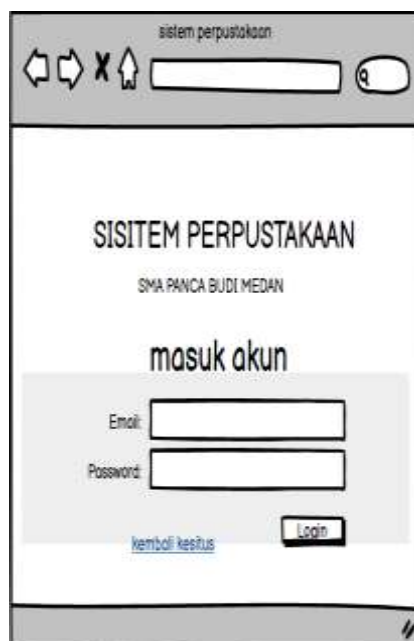 sistem perpustakaan
SISITEM PERPUSTAKAAN
SMA PANCA BUDI MEDAN
masuk akun
Email:
Password:
Login
kembali kesitus